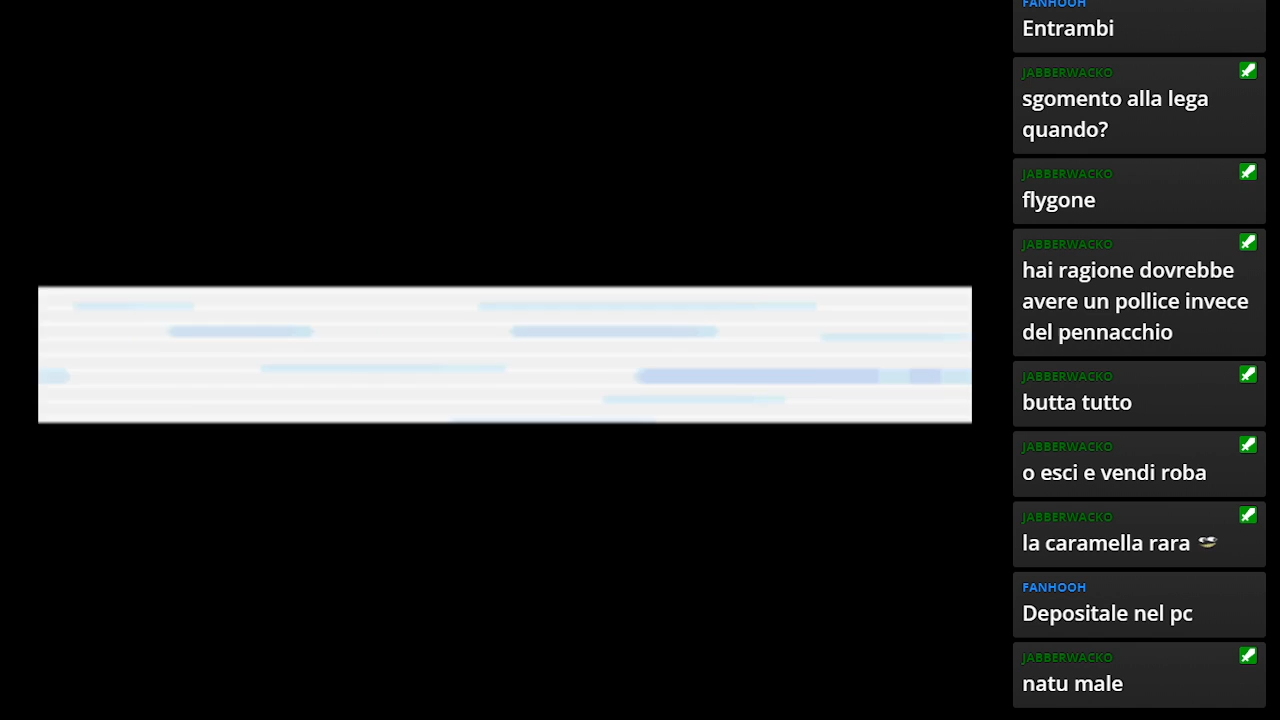 FANHOOH
Entrambi
JABBERWACKO
sgomento alla lega
quando?
JABBERWACKO
flygone
JABBERWACKO
hai ragione dovrebbe
avere un pollice invece
del pennacchio
JABBERWACKO
butta tutto
JABBERWACKO
o esci e vendi roba
JABBERWACKO
la caramella rara
FANHOOH
Depositale nel pc
JABBERWACKO
natu male